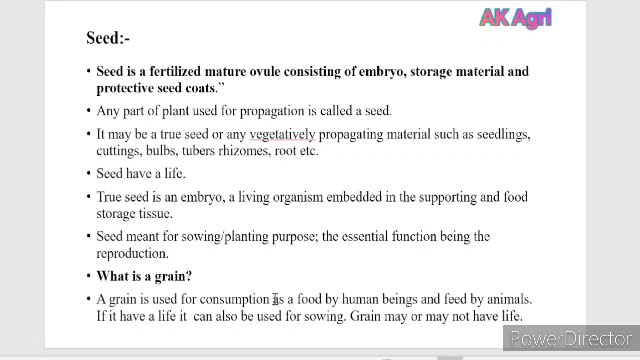 AK Agri
Seed:-
• Seed is a fertilized mature ovule consisting of embryo, storage material and
protective seed coats.”
• Any part of plant used for propagation is called a seed.
• It may be a true seed or any vegetatively propagating material such as seedlings,
cuttings, bulbs, tubers rhizomes, root etc.
• Seed have a life.
• True seed is an embryo, a living organism embedded in the supporting and food
storage tissue.
• Seed meant for sowing/planting purpose; the essential function being the
reproduction.
• What is a grain?
• A grain is used for consumption as a food by human beings and feed by animals.
If it have a life it can also be used for sowing. Grain may or may not have life.
PowerDirector